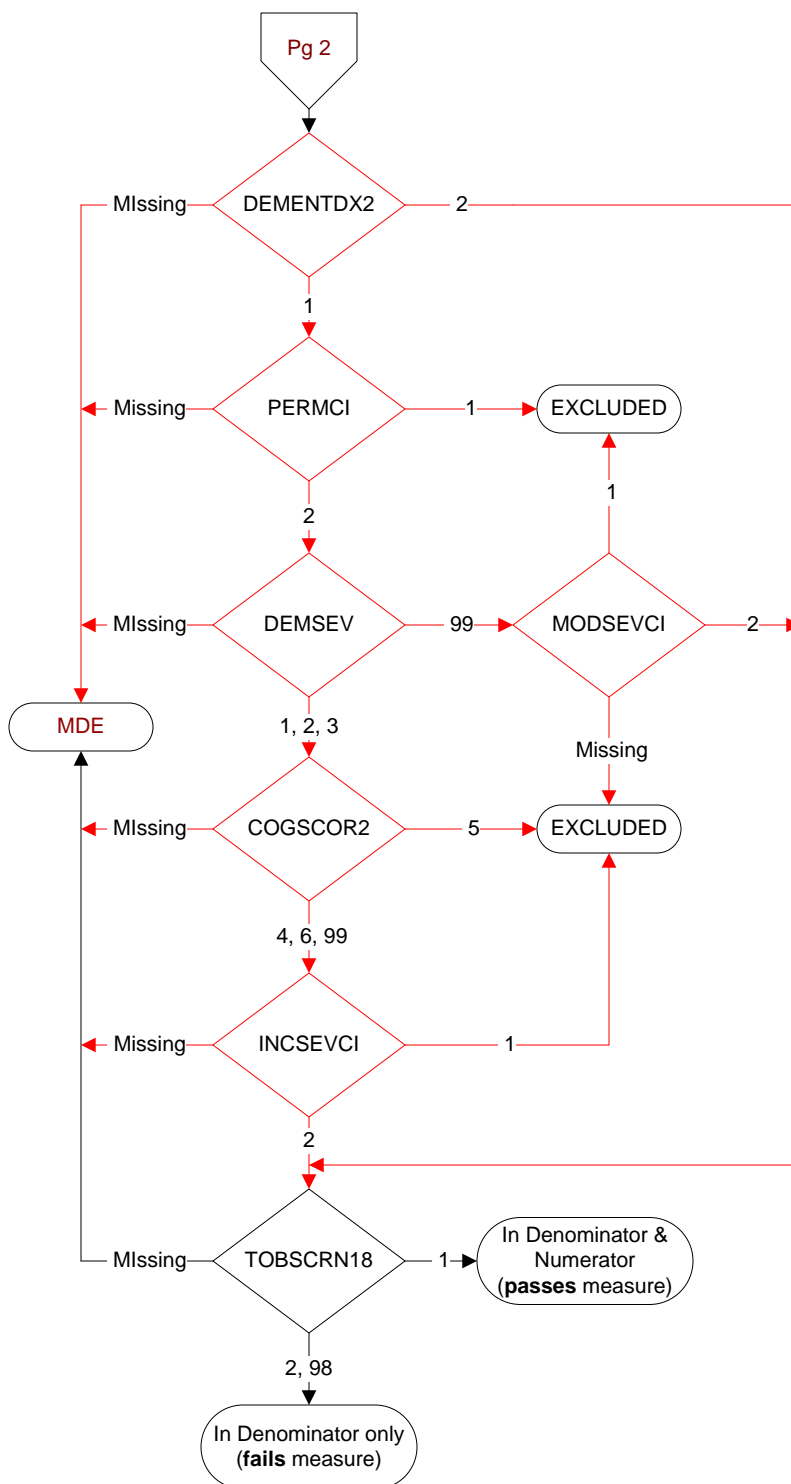 Pg 2
MIssing
DEMENTDX2
2
1
Missing
PERMCI
1
EXCLUDED
2
1
MIssing
DEMSEV
99
MODSEVCI
2
MDE
1, 2, 3
Missing
MIssing
COGSCOR2
5
EXCLUDED
4, 6, 99
Missing
INCSEVCI
1
2
MIssing
TOBSCRN18
1
In Denominator &
Numerator
(passes measure)
2, 98
In Denominator only
(fails measure)